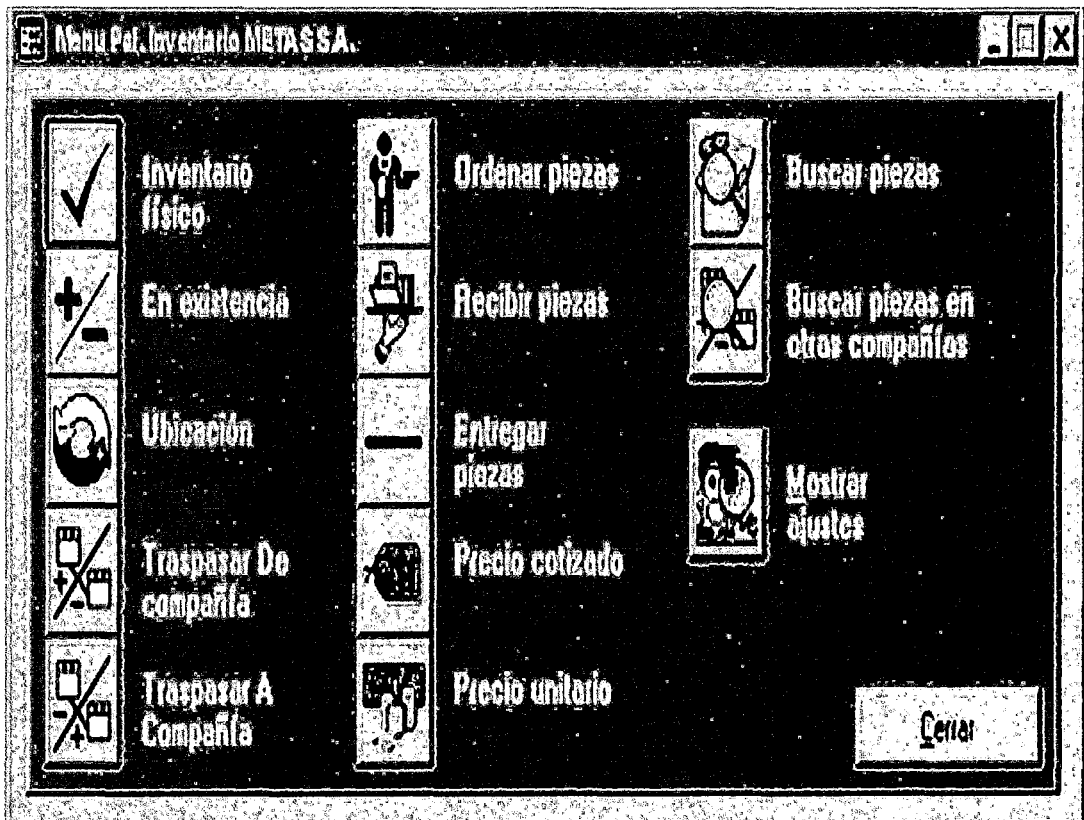 Menu Pal. Inventario METAS S.A.
Inventario
físico
En existencia
Ubicación
Traspasar De
compañía
Traspasar A
Compañía
Ordenar piezas
Recibir piezas
Entregar
piezas
Precio cotizado
Precio unitario
Buscar piezas
Buscar piezas en
otras compañías
Mostrar
ajustes
Cerrar